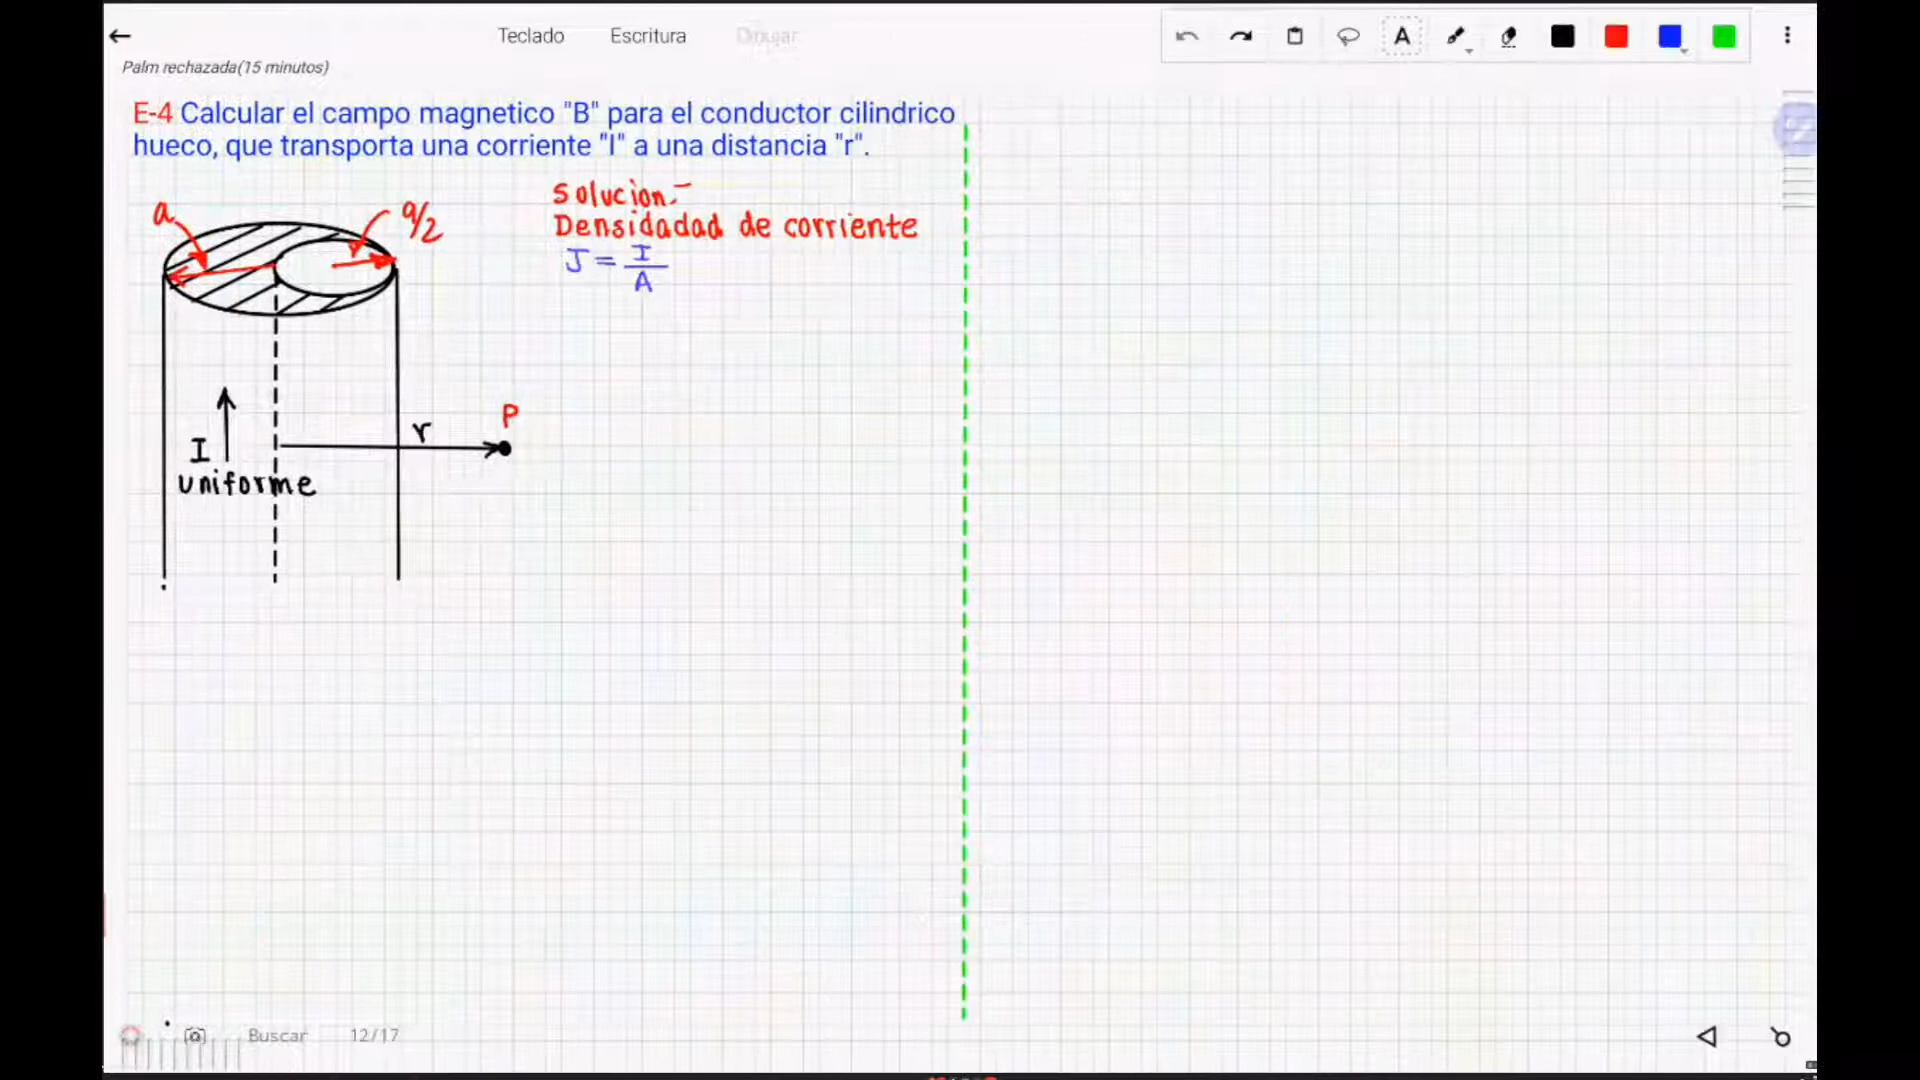 Teclado Escritura Dibujar
A
Palm rechazada(15 minutos)
E-4 Calcular el campo magnetico "B" para el conductor cilindrico
hueco, que transporta una corriente "I" a una distancia "r".
Solucion.-
Densidadad de corriente
J = I/A
a
a/2
P
r
I
uniforme
Buscar 12/17